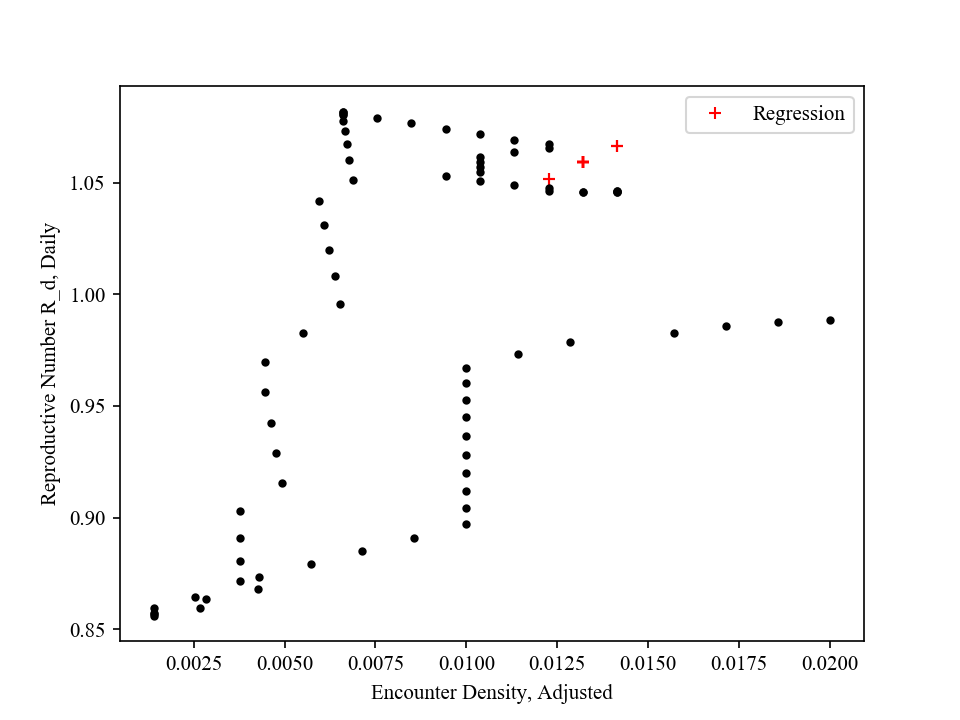 Regression
1.05
1.00
0.95
0.90
0.85
Reproductive Number R_d, Daily
0.0025 0.0050 0.0075 0.0100 0.0125 0.0150 0.0175 0.0200
Encounter Density, Adjusted